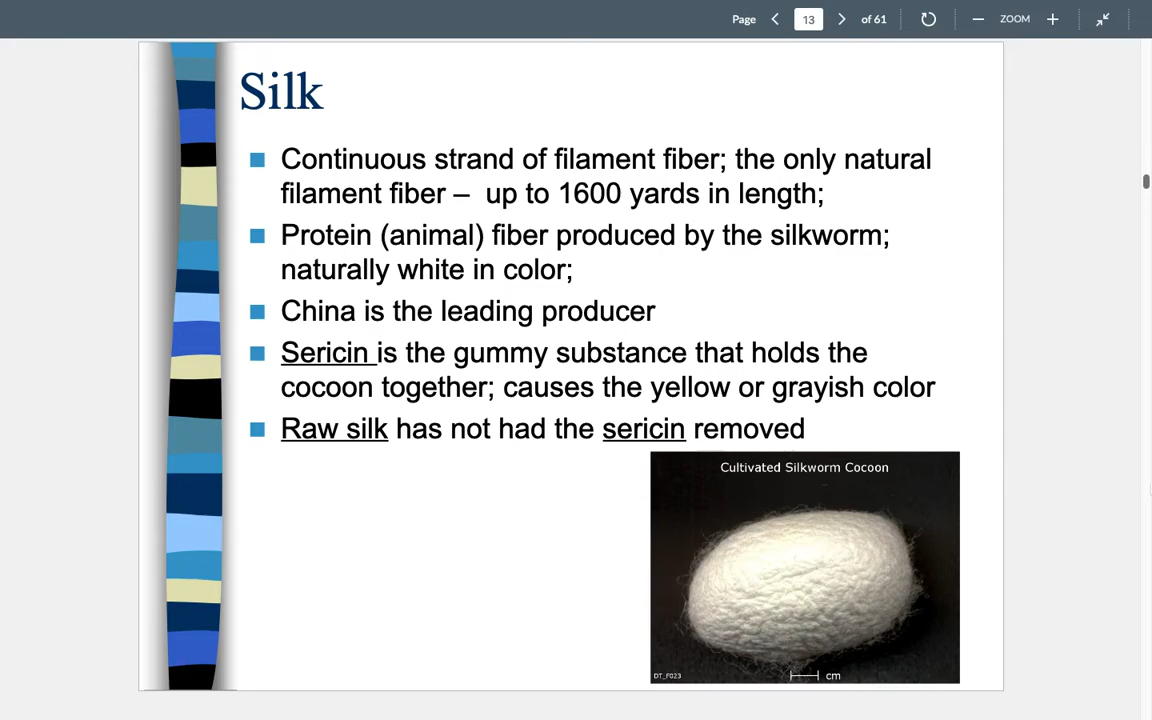 Page 13 of 61 ZOOM
Silk
Continuous strand of filament fiber; the only natural
filament fiber – up to 1600 yards in length;
Protein (animal) fiber produced by the silkworm;
naturally white in color;
China is the leading producer
Sericin is the gummy substance that holds the
cocoon together; causes the yellow or grayish color
Raw silk has not had the sericin removed
Cultivated Silkworm Cocoon
DT_F023 cm